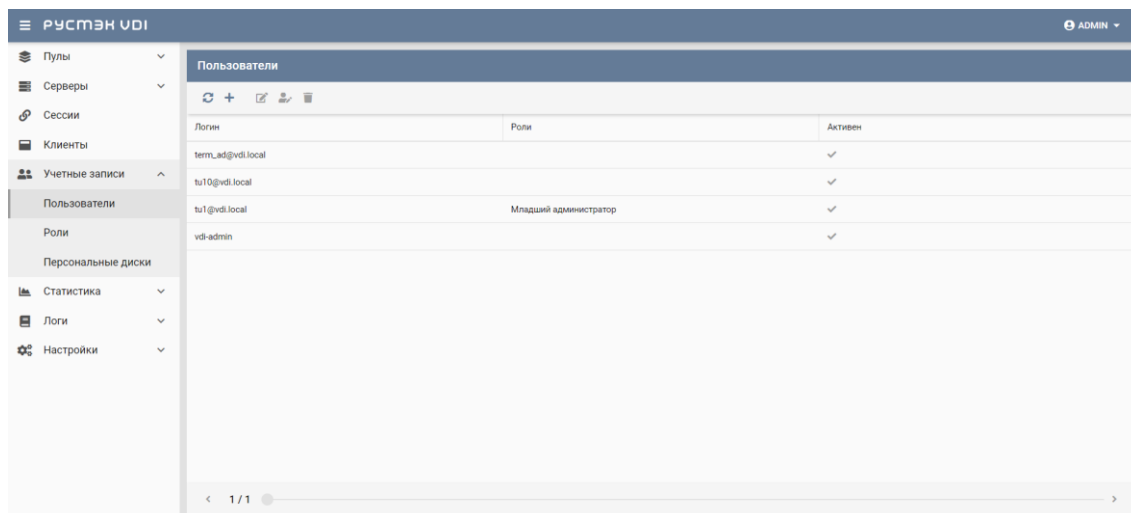 РУСТЭК VDI
ADMIN
Пулы
Серверы
Сессии
Клиенты
Учетные записи
Пользователи
Роли
Персональные диски
Статистика
Логи
Настройки
Пользователи
Логин Роли Активен
term_ad@vdi.local
tu10@vdi.local
tu1@vdi.local Младший администратор
vdi-admin
1 / 1